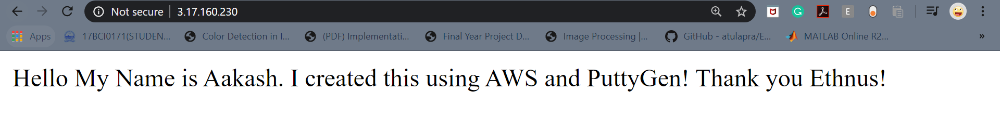 Not secure | 3.17.160.230
E
Apps 17BCI0171(STUDEN... Color Detection in I... (PDF) Implementati... Final Year Project D... Image Processing |... GitHub - atulapra/E... MATLAB Online R2... »
Hello My Name is Aakash. I created this using AWS and PuttyGen! Thank you Ethnus!